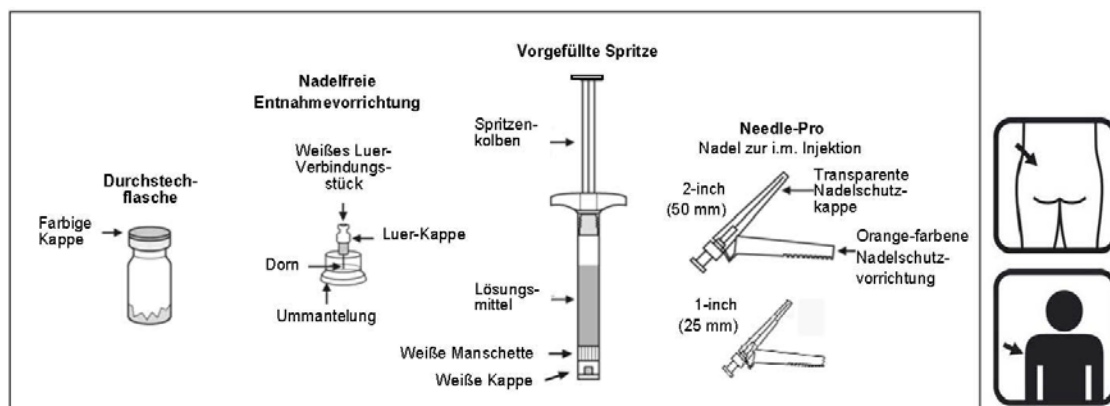 Durchstech-
flasche
Farbige
Kappe
Nadelfreie
Entnahmevorrichtung
Weißes Luer-
Verbindungs-
stück
Luer-Kappe
Dorn
Ummantelung
Vorgefüllte Spritze
Spritzen-
kolben
Lösungs-
mittel
Weiße Manschette
Weiße Kappe
Needle-Pro
Nadel zur i.m. Injektion
2-inch
(50 mm)
Transparente
Nadelschutz-
kappe
Orange-farbene
Nadelschutz-
vorrichtung
1-inch
(25 mm)